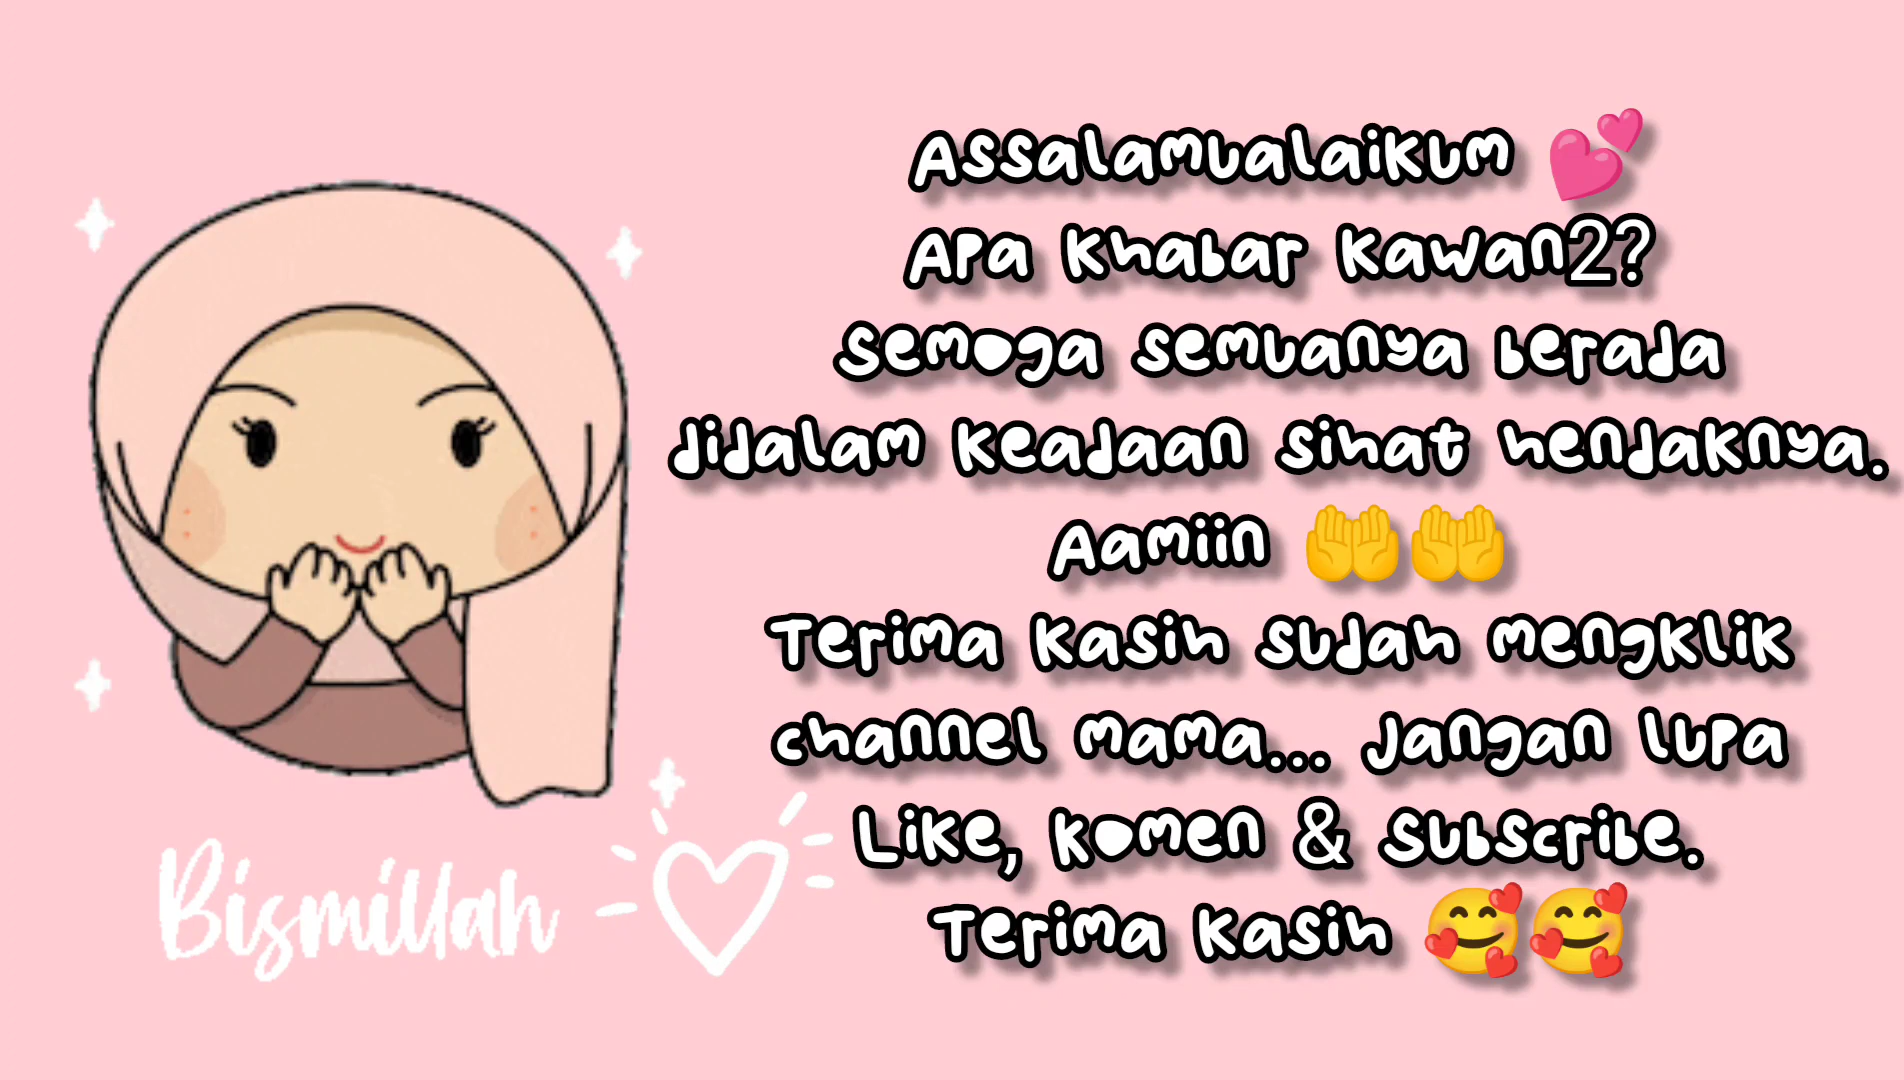 Assalamualaikum 💕
Apa khabar kawan2?
Semoga semuanya berada
didalam keadaan sihat hendaknya.
Aamiin 🤲🤲
Terima kasih sudah mengklik
channel mama... Jangan lupa
Like, komen & Subscribe.
Terima kasih 🥰🥰
Bismillah